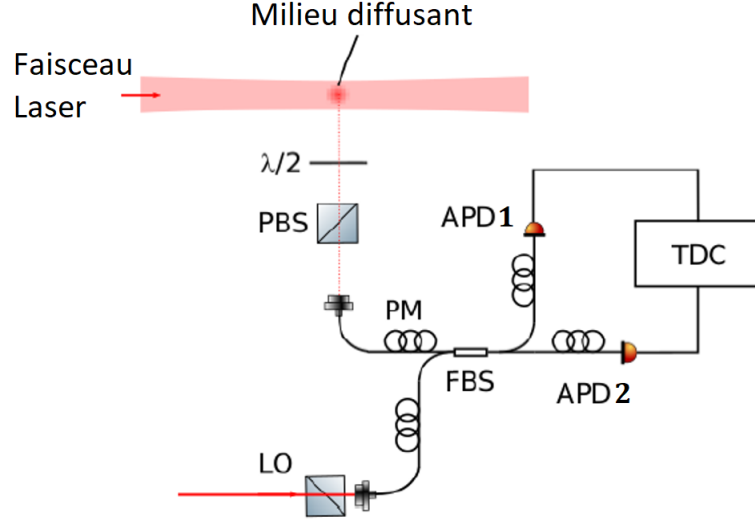 Milieu diffusant
Faisceau
Laser
λ/2
PBS
APD1
TDC
PM
FBS
APD2
LO